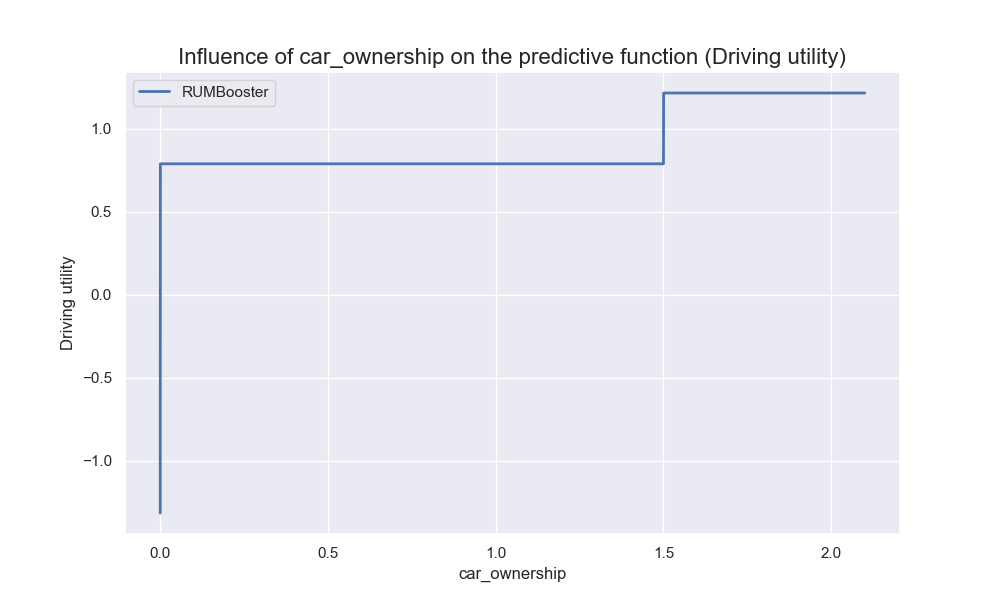 Influence of car_ownership on the predictive function (Driving utility)
RUMBooster
1.0
0.5
0.0
−0.5
−1.0
Driving utility
0.0 0.5 1.0 1.5 2.0
car_ownership